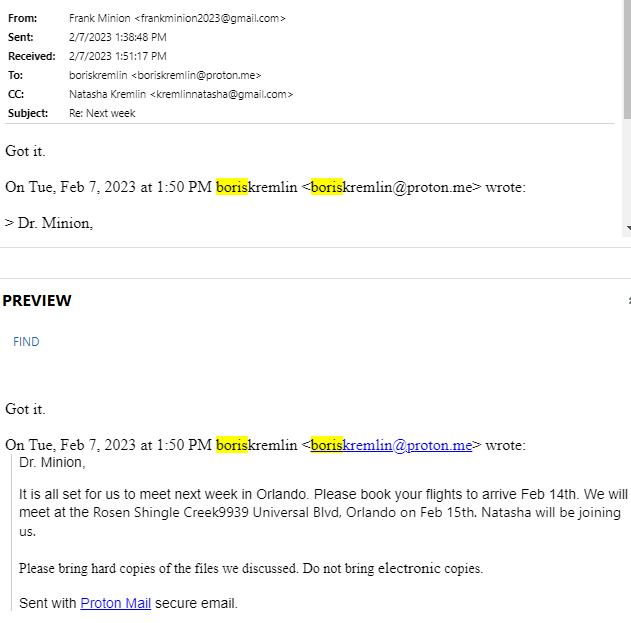 From: Frank Minion <frankminion2023@gmail.com>
Sent: 2/7/2023 1:38:48 PM
Received: 2/7/2023 1:51:17 PM
To: boriskremlin <boriskremlin@proton.me>
CC: Natasha Kremlin <kremlinnatasha@gmail.com>
Subject: Re: Next week
Got it.
On Tue, Feb 7, 2023 at 1:50 PM boriskremlin <boriskremlin@proton.me> wrote:
> Dr. Minion,
PREVIEW
FIND
Got it.
On Tue, Feb 7, 2023 at 1:50 PM boriskremlin <boriskremlin@proton.me> wrote:
Dr. Minion,
It is all set for us to meet next week in Orlando. Please book your flights to arrive Feb 14th. We will
meet at the Rosen Shingle Creek9939 Universal Blvd, Orlando on Feb 15th. Natasha will be joining
us.
Please bring hard copies of the files we discussed. Do not bring electronic copies.
Sent with Proton Mail secure email.